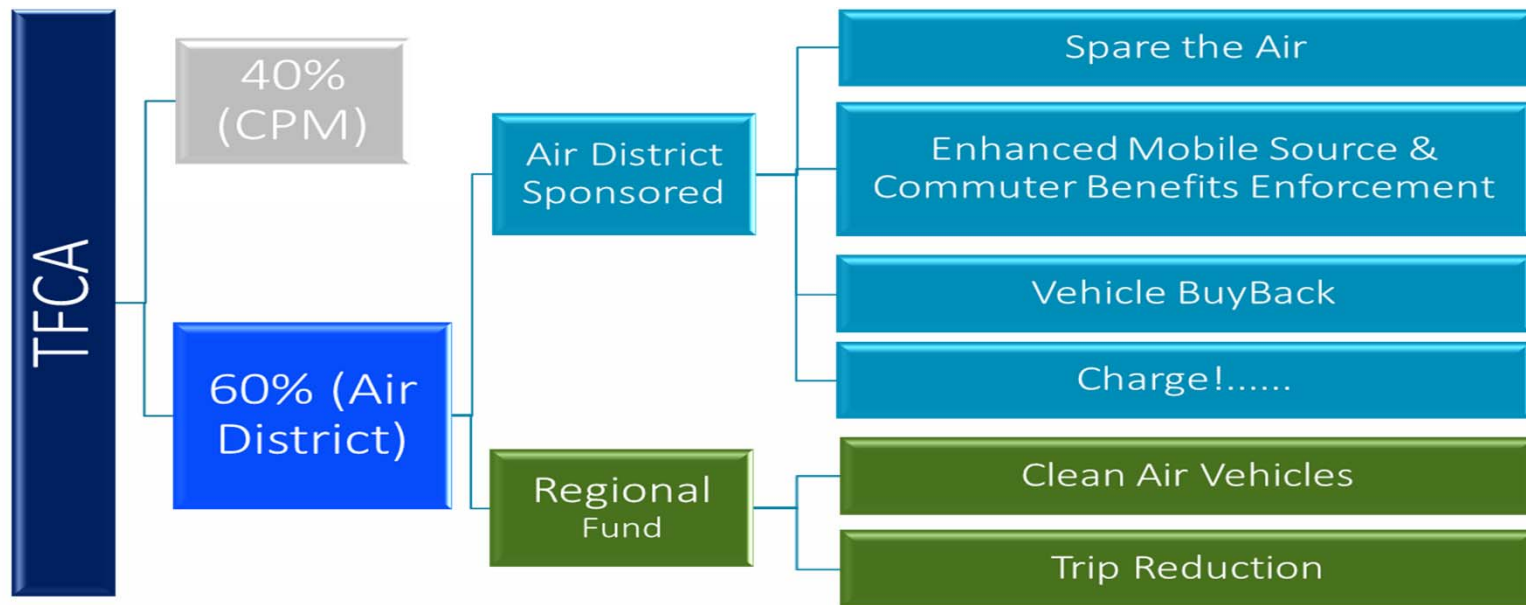 TFCA
40%
(CPM)
60% (Air
District)
Air District
Sponsored
Regional
Fund
Spare the Air
Enhanced Mobile Source &
Commuter Benefits Enforcement
Vehicle BuyBack
Charge!......
Clean Air Vehicles
Trip Reduction